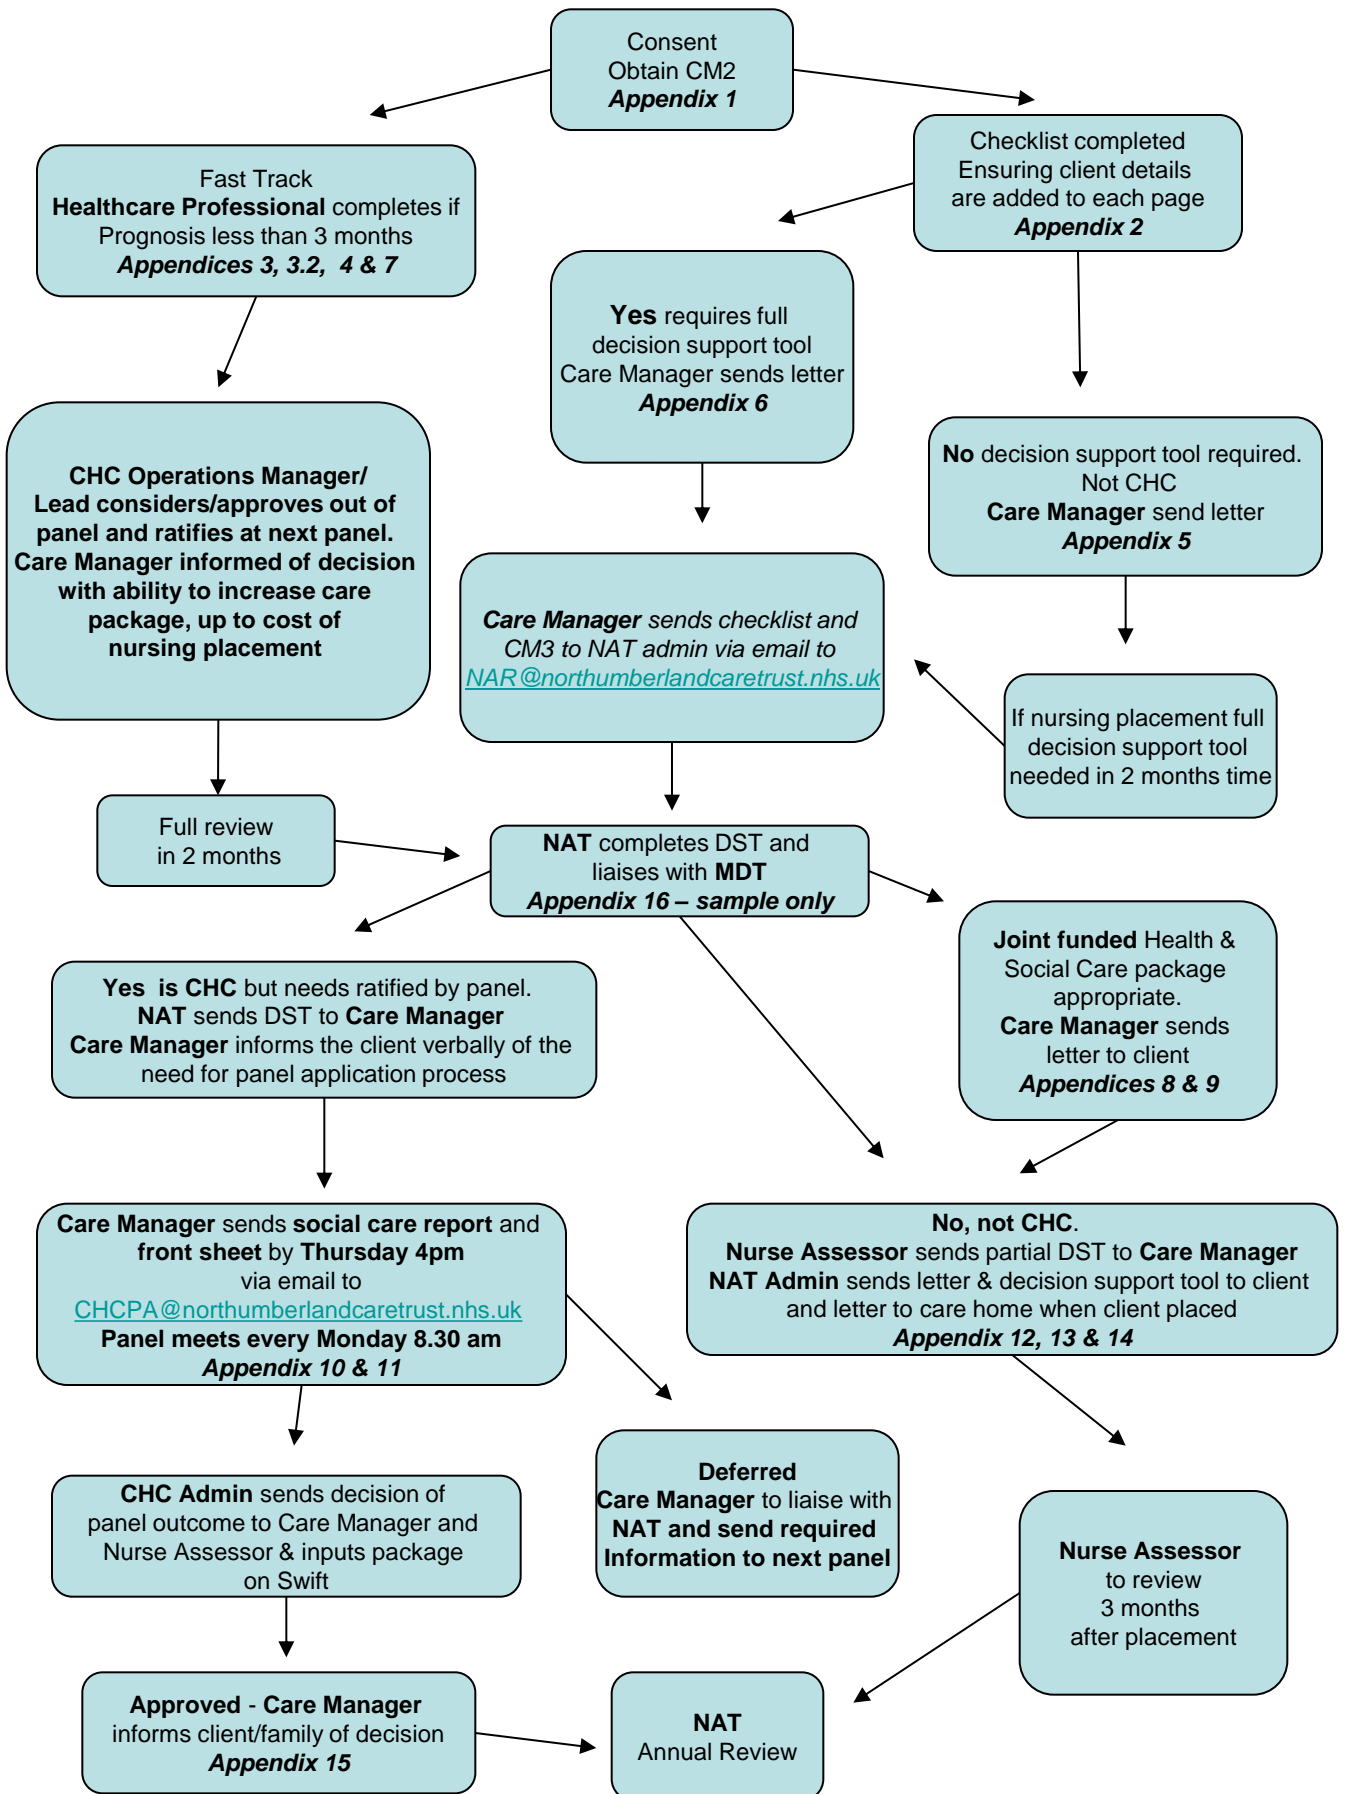 Consent
Obtain CM2
Appendix 1
Fast Track
Healthcare Professional completes if
Prognosis less than 3 months
Appendices 3, 3.2, 4 & 7
Checklist completed
Ensuring client details
are added to each page
Appendix 2
Yes requires full
decision support tool
Care Manager sends letter
Appendix 6
CHC Operations Manager/
Lead considers/approves out of
panel and ratifies at next panel.
Care Manager informed of decision
with ability to increase care
package, up to cost of
nursing placement
No decision support tool required.
Not CHC
Care Manager send letter
Appendix 5
Care Manager sends checklist and
CM3 to NAT admin via email to
NAR@northumberlandcaretrust.nhs.uk
If nursing placement full
decision support tool
needed in 2 months time
Full review
in 2 months
NAT completes DST and
liaises with MDT
Appendix 16 – sample only
Joint funded Health &
Social Care package
appropriate.
Care Manager sends
letter to client
Appendices 8 & 9
Yes is CHC but needs ratified by panel.
NAT sends DST to Care Manager
Care Manager informs the client verbally of the
need for panel application process
Care Manager sends social care report and
front sheet by Thursday 4pm
via email to
CHCPA@northumberlandcaretrust.nhs.uk
Panel meets every Monday 8.30 am
Appendix 10 & 11
No, not CHC.
Nurse Assessor sends partial DST to Care Manager
NAT Admin sends letter & decision support tool to client
and letter to care home when client placed
Appendix 12, 13 & 14
Deferred
Care Manager to liaise with
NAT and send required
Information to next panel
CHC Admin sends decision of
panel outcome to Care Manager and
Nurse Assessor & inputs package
on Swift
Nurse Assessor
to review
3 months
after placement
Approved - Care Manager
informs client/family of decision
Appendix 15
NAT
Annual Review